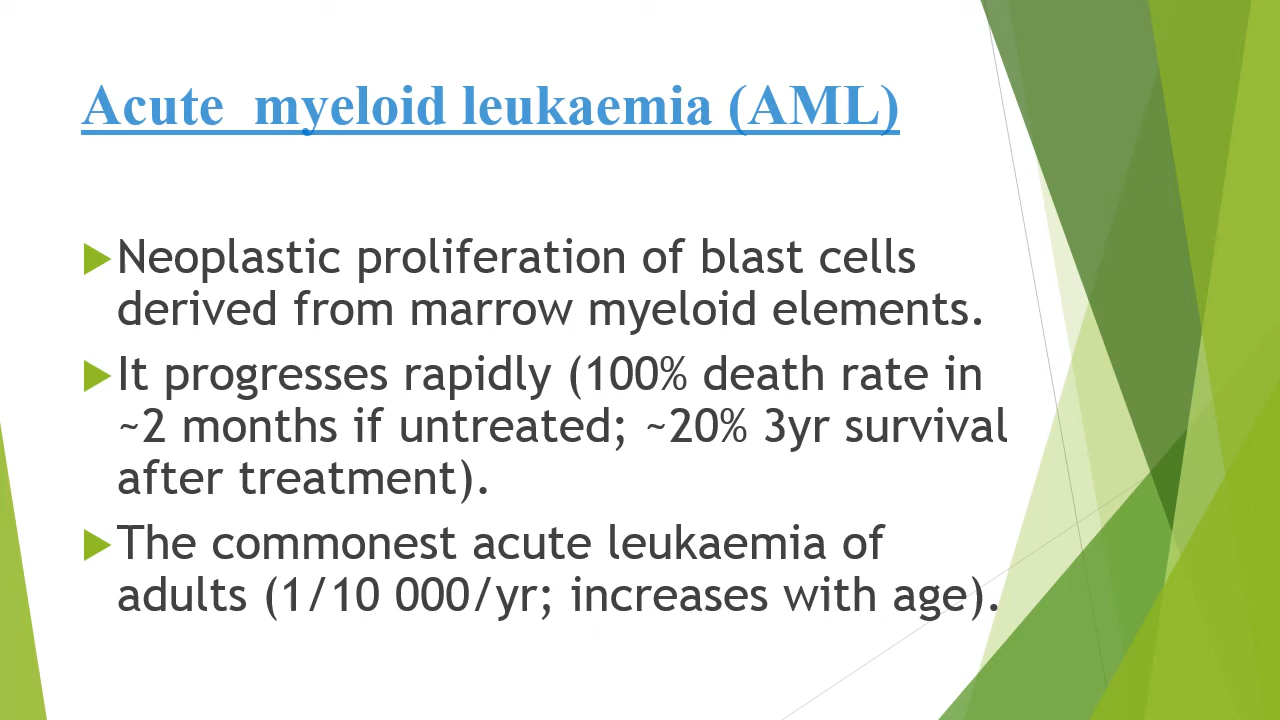 Acute  myeloid leukaemia (AML)
Neoplastic proliferation of blast cells
derived from marrow myeloid elements.
It progresses rapidly (100% death rate in
~2 months if untreated; ~20% 3yr survival
after treatment).
The commonest acute leukaemia of
adults (1/10 000/yr; increases with age).